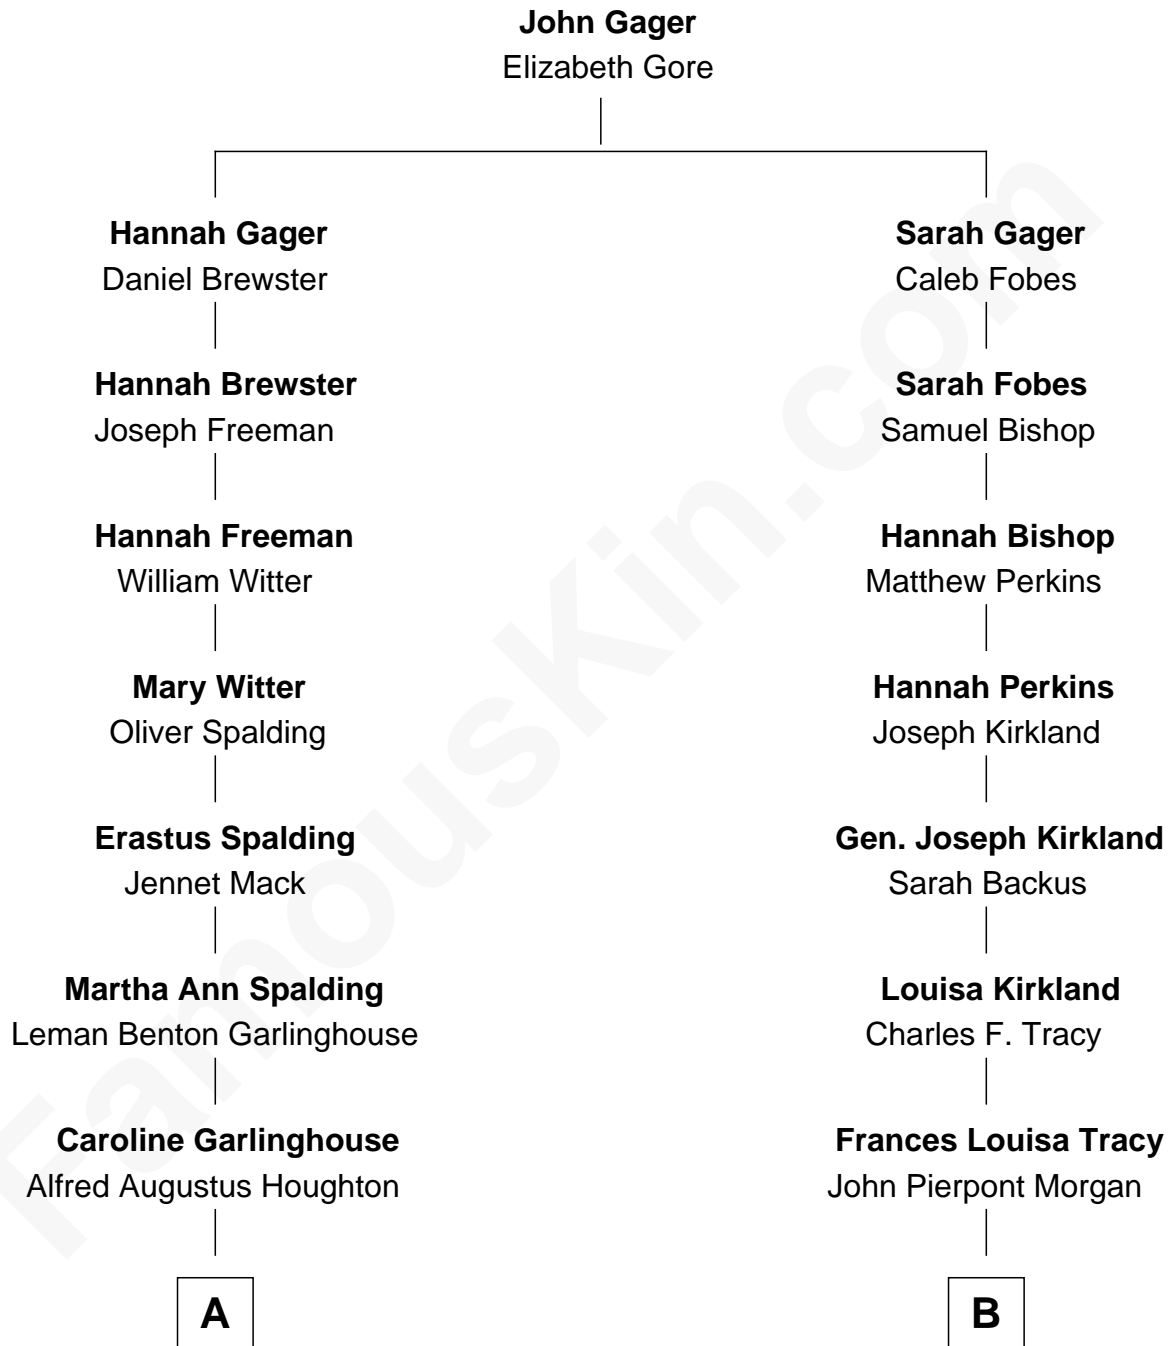 John Gager
Elizabeth Gore
Hannah Gager
Daniel Brewster
Sarah Gager
Caleb Fobes
Hannah Brewster
Joseph Freeman
Sarah Fobes
Samuel Bishop
Hannah Freeman
William Witter
Hannah Bishop
Matthew Perkins
Mary Witter
Oliver Spalding
Hannah Perkins
Joseph Kirkland
Erastus Spalding
Jennet Mack
Gen. Joseph Kirkland
Sarah Backus
Martha Ann Spalding
Leman Benton Garlinghouse
Louisa Kirkland
Charles F. Tracy
Caroline Garlinghouse
Alfred Augustus Houghton
Frances Louisa Tracy
John Pierpont Morgan
A
B
FamousKin.com